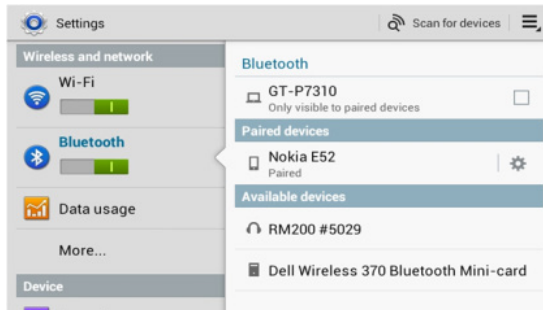 Settings
Scan for devices
Wireless and network
Wi-Fi
Bluetooth
Data usage
More...
Device
Bluetooth
GT-P7310
Only visible to paired devices
Paired devices
Nokia E52
Paired
Available devices
RM200 #5029
Dell Wireless 370 Bluetooth Mini-card